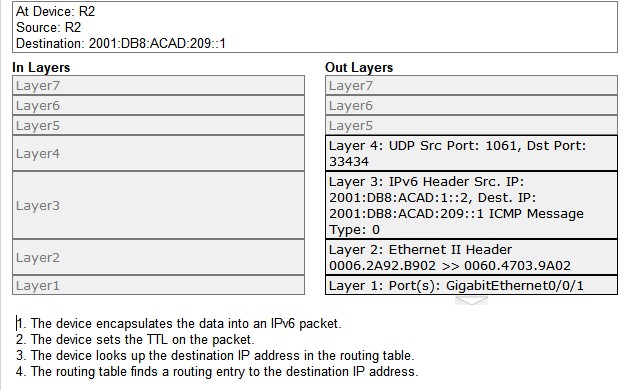 At Device: R2
Source: R2
Destination: 2001:DB8:ACAD:209::1
In Layers
Layer7
Layer6
Layer5
Layer4
Layer3
Layer2
Layer1
Out Layers
Layer7
Layer6
Layer5
Layer 4: UDP Src Port: 1061, Dst Port:
33434
Layer 3: IPv6 Header Src. IP:
2001:DB8:ACAD:1::2, Dest. IP:
2001:DB8:ACAD:209::1 ICMP Message
Type: 0
Layer 2: Ethernet II Header
0006.2A92.B902 >> 0060.4703.9A02
Layer 1: Port(s): GigabitEthernet0/0/1
1. The device encapsulates the data into an IPv6 packet.
2. The device sets the TTL on the packet.
3. The device looks up the destination IP address in the routing table.
4. The routing table finds a routing entry to the destination IP address.